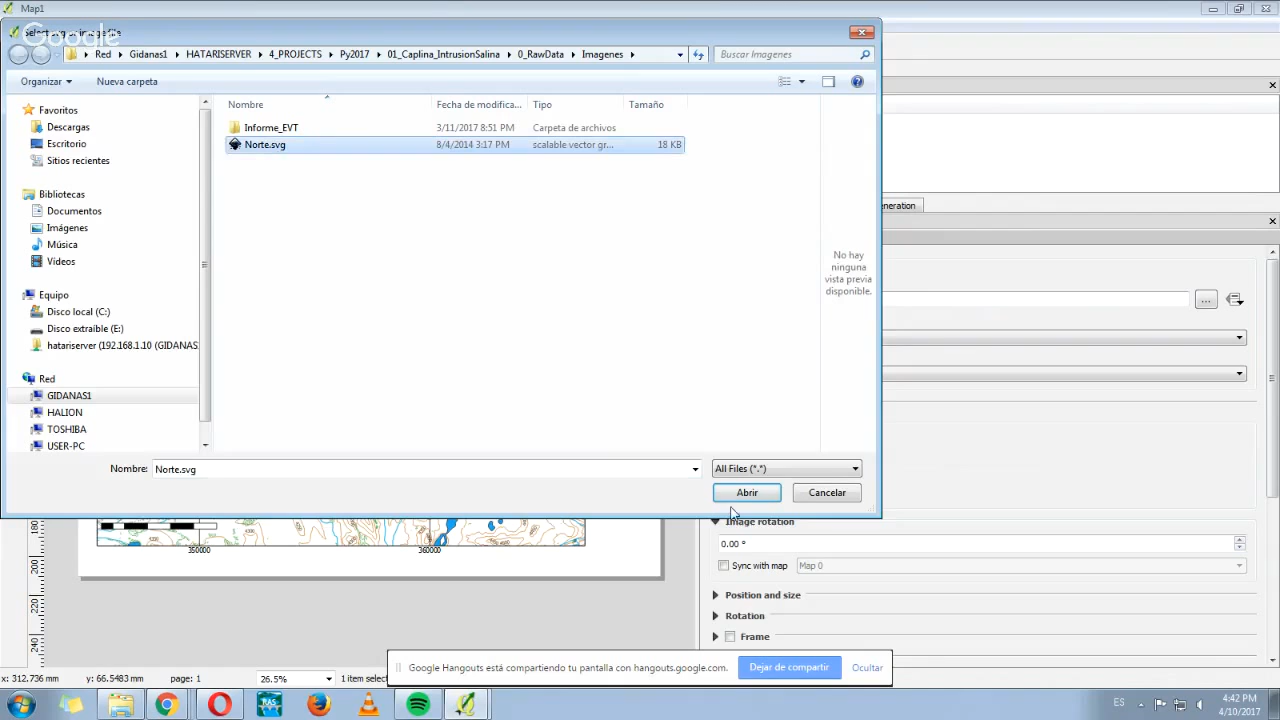 Map1
Google
Red
Gidanas1
HATARISERVER
4_PROJECTS
Py2017
01_Caplina_IntrusionSalina
0_RawData
Imagenes
Buscar Imagenes
Organizar
Nueva carpeta
Nombre
Fecha de modifica...
Tipo
Tamaño
Favoritos
Descargas
Escritorio
Sitios recientes
Bibliotecas
Documentos
Imágenes
Música
Videos
Equipo
Disco local (C:)
Disco extraíble (E:)
hatariserver (192.168.1.10 (GIDANAS
Red
GIDANAS1
HALION
TOSHIBA
USER-PC
Informe_EVT 3/11/2017 8:51 PM Carpeta de archivos
Norte.svg 8/4/2014 3:17 PM scalable vector gr... 18 KB
No hay
ninguna
vista previa
disponible.
neration
...
Nombre: Norte.svg
All Files (*.*)
Abrir
Cancelar
Image rotation
0.00 °
Sync with map Map 0
Position and size
Rotation
Frame
180
200
220
240
350000
360000
x: 312.736 mm y: 66.5483 mm page: 1 26.5% 1 item selec
Google Hangouts está compartiendo tu pantalla con hangouts.google.com. Dejar de compartir Ocultar
ES
4:42 PM
4/10/2017